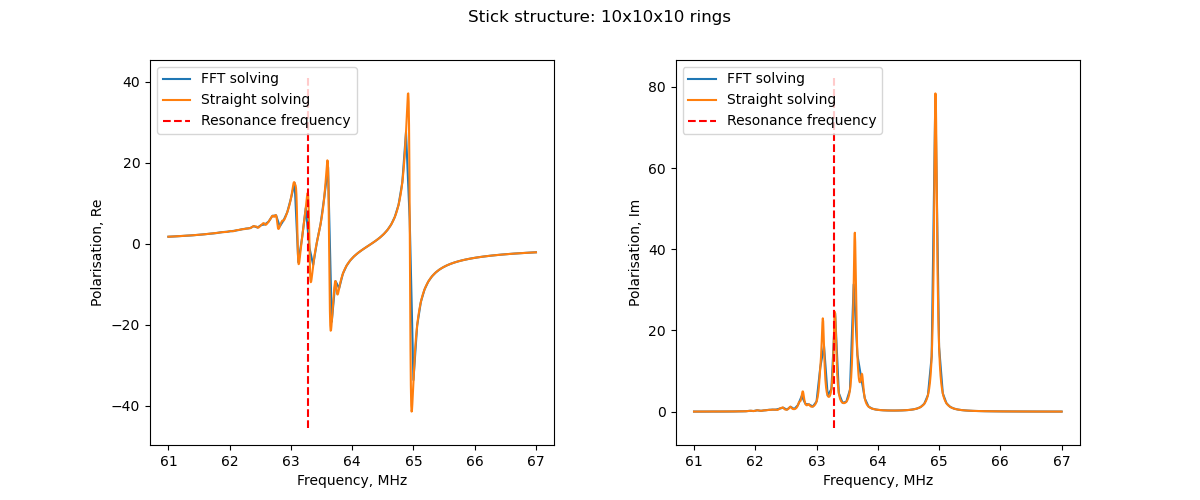 Stick structure: 10x10x10 rings
FFT solving
Straight solving
Resonance frequency
Polarisation, Re
40
20
0
−20
−40
61 62 63 64 65 66 67
Frequency, MHz
FFT solving
Straight solving
Resonance frequency
Polarisation, Im
80
60
40
20
0
61 62 63 64 65 66 67
Frequency, MHz